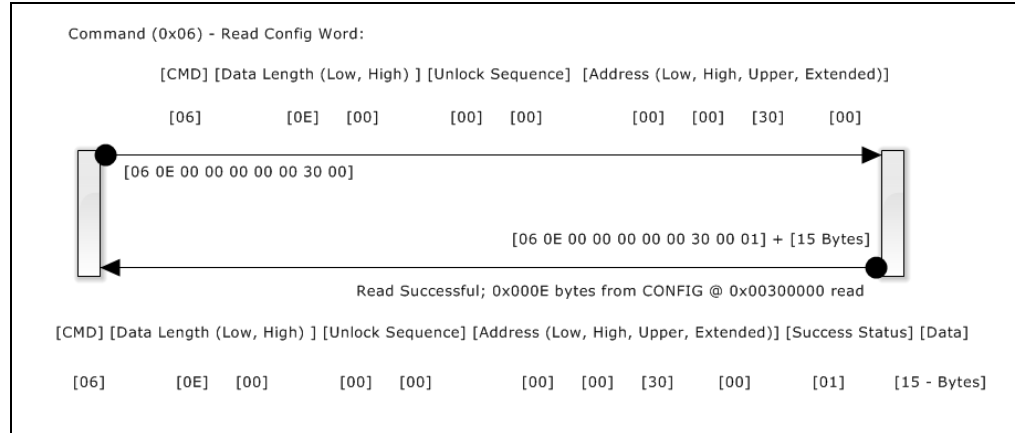 Command (0x06) - Read Config Word:
[CMD] [Data Length (Low, High) ] [Unlock Sequence] [Address (Low, High, Upper, Extended)]
[06] [0E] [00] [00] [00] [00] [00] [30] [00]
[06 0E 00 00 00 00 00 30 00]
[06 0E 00 00 00 00 00 30 00 01] + [15 Bytes]
Read Successful; 0x000E bytes from CONFIG @ 0x00300000 read
[CMD] [Data Length (Low, High) ] [Unlock Sequence] [Address (Low, High, Upper, Extended)] [Success Status] [Data]
[06] [0E] [00] [00] [00] [00] [00] [30] [00] [01] [15 - Bytes]